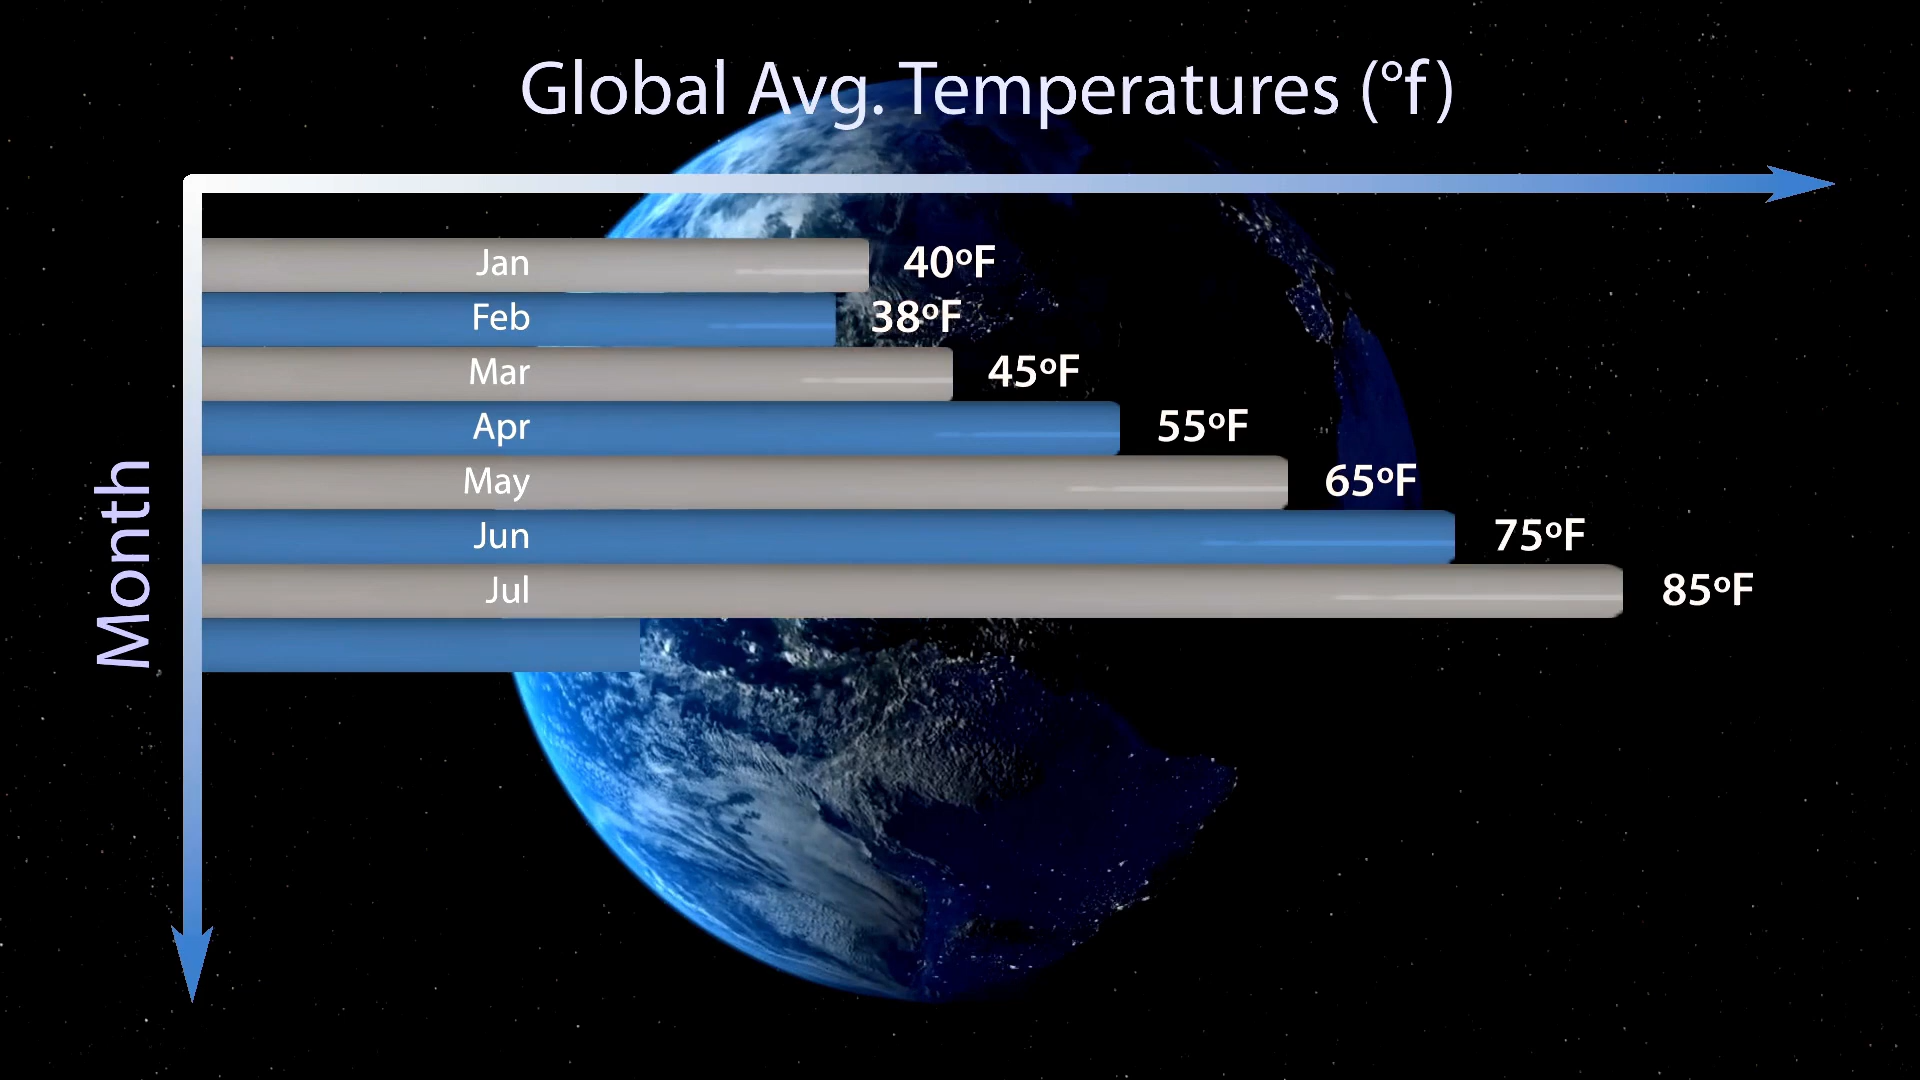 Global Avg. Temperatures (°f)
Month
Jan 40ºF
Feb 38ºF
Mar 45ºF
Apr 55ºF
May 65ºF
Jun 75ºF
Jul 85ºF